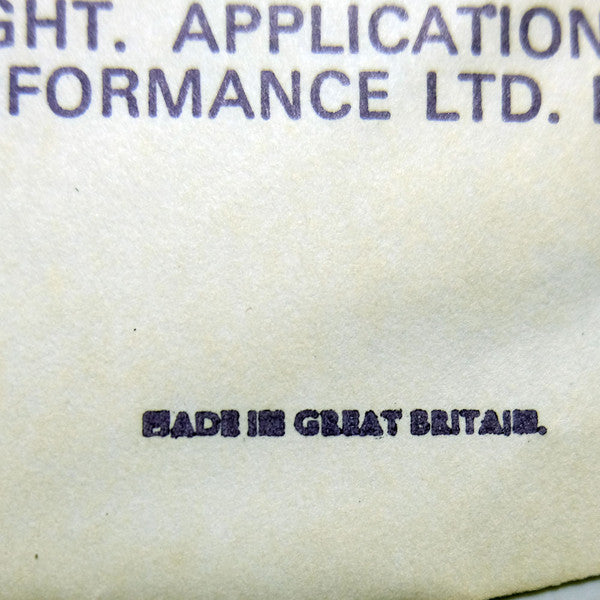 GHT. APPLICATION
FORMANCE LTD.
MADE IN GREAT BRITAIN.